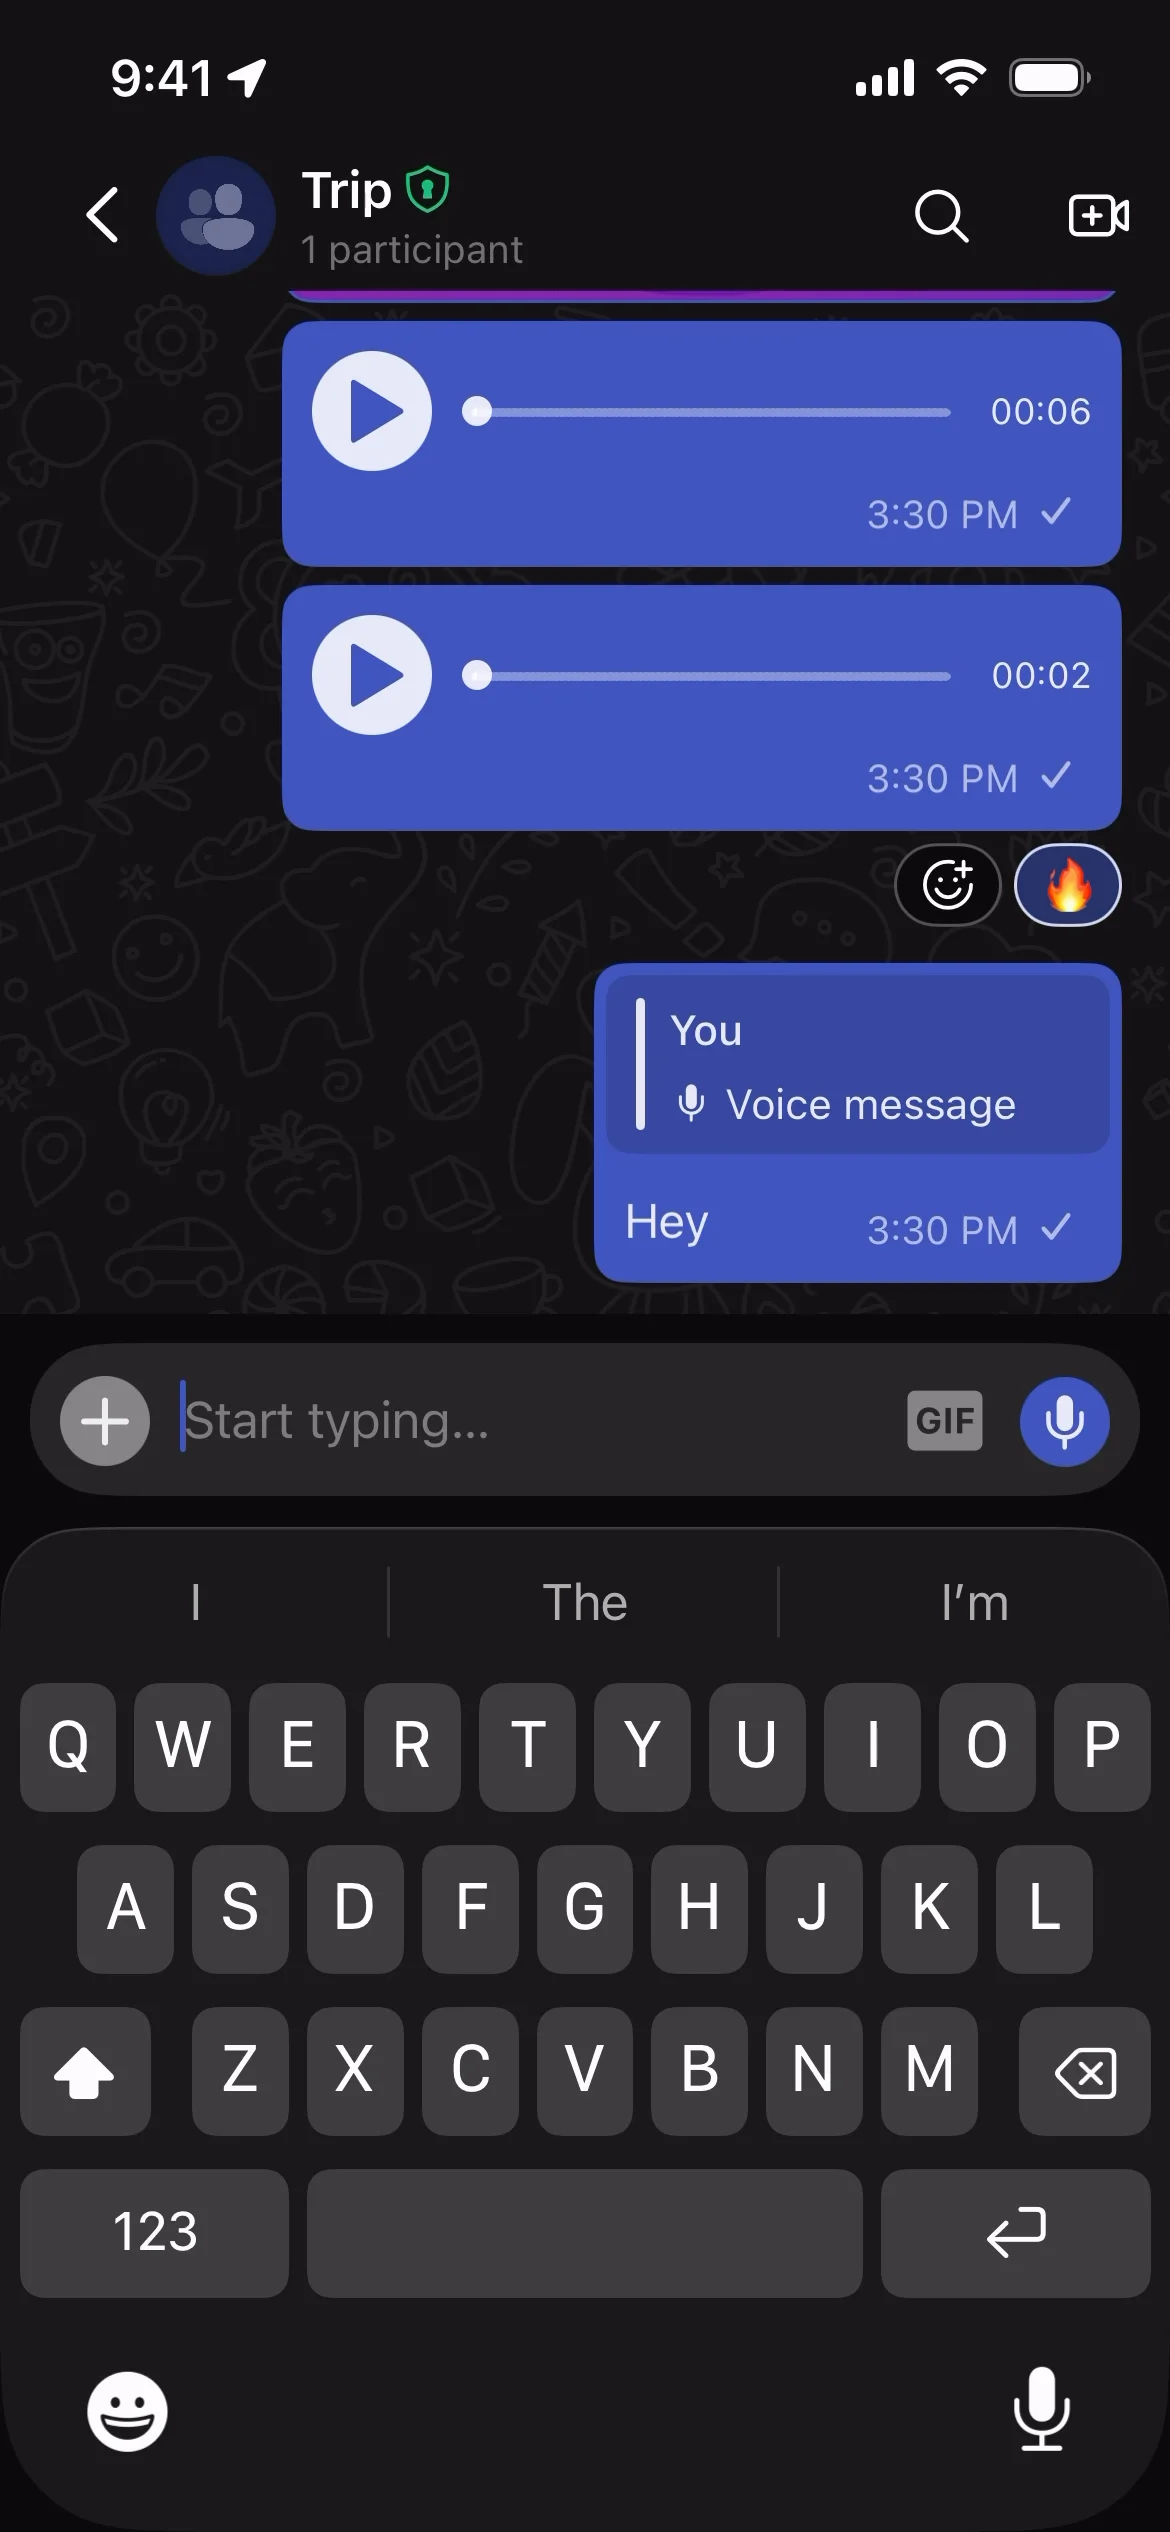 9:41
Trip
1 participant
00:06
3:30 PM
00:02
3:30 PM
You
Voice message
Hey 3:30 PM
Start typing... GIF
I The I’m
Q W E R T Y U I O P
A S D F G H J K L
Z X C V B N M
123